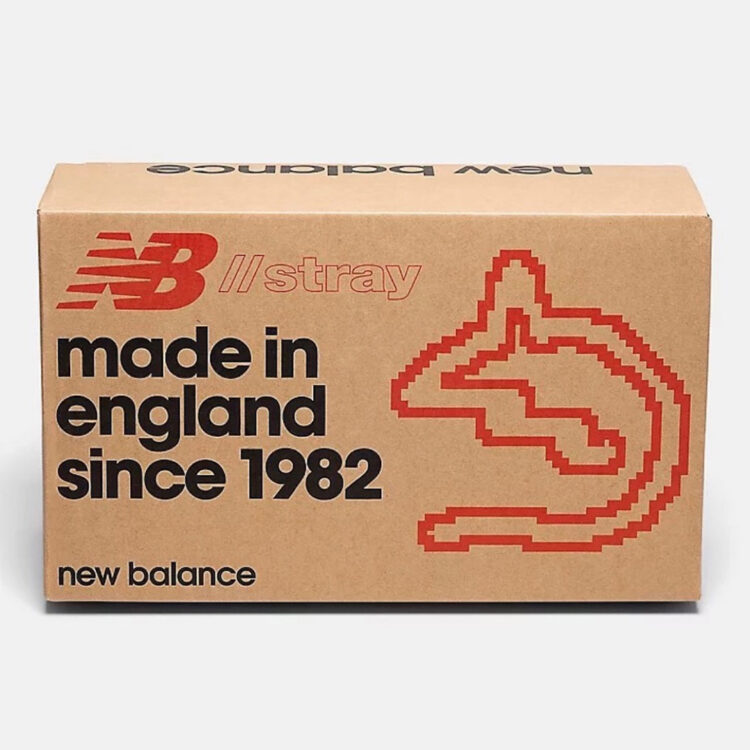 new balance
NB //stray
made in
england
since 1982
new balance